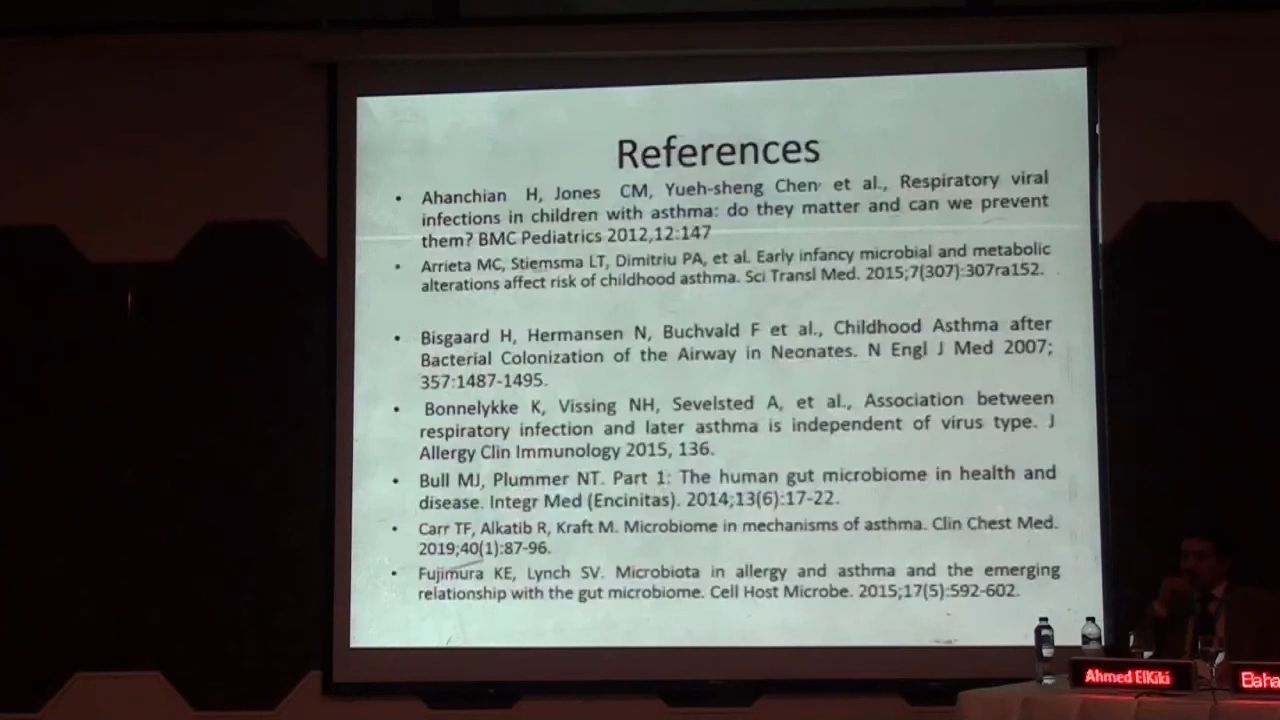 References
• Ahanchian H, Jones CM, Yueh-sheng Chen, et al., Respiratory viral
infections in children with asthma: do they matter and can we prevent
them? BMC Pediatrics 2012,12:147
• Arrieta MC, Stiemsma LT, Dimitriu PA, et al. Early infancy microbial and metabolic
alterations affect risk of childhood asthma. Sci Transl Med. 2015;7(307):307ra152.
• Bisgaard H, Hermansen N, Buchvald F et al., Childhood Asthma after
Bacterial Colonization of the Airway in Neonates. N Engl J Med 2007;
357:1487-1495.
• Bonnelykke K, Vissing NH, Sevelsted A, et al., Association between
respiratory infection and later asthma is independent of virus type. J
Allergy Clin Immunology 2015, 136.
• Bull MJ, Plummer NT. Part 1: The human gut microbiome in health and
disease. Integr Med (Encinitas). 2014;13(6):17-22.
• Carr TF, Alkatib R, Kraft M. Microbiome in mechanisms of asthma. Clin Chest Med.
2019;40(1):87-96.
• Fujimura KE, Lynch SV. Microbiota in allergy and asthma and the emerging
relationship with the gut microbiome. Cell Host Microbe. 2015;17(5):592-602.
Ahmed ElKiki
Baha